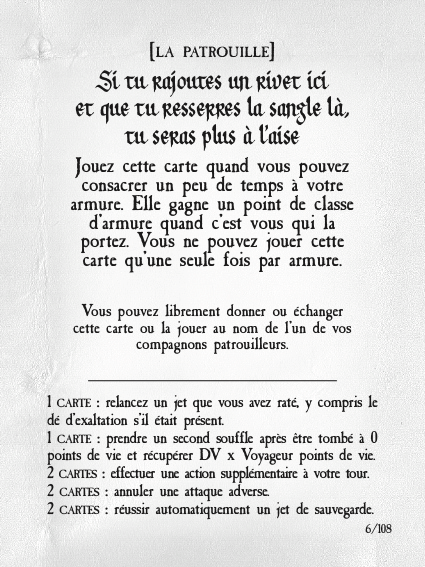 [LA PATROUILLE]
Si tu rajoutes un rivet ici
et que tu resserres la sangle là,
tu seras plus à l'aise
Jouez cette carte quand vous pouvez
consacrer un peu de temps à votre
armure. Elle gagne un point de classe
d'armure quand c'est vous qui la
portez. Vous ne pouvez jouer cette
carte qu'une seule fois par armure.
Vous pouvez librement donner ou échanger
cette carte ou la jouer au nom de l'un de vos
compagnons patrouilleurs.
1 CARTE : relancez un jet que vous avez raté, y compris le
dé d'exaltation s'il était présent.
1 CARTE : prendre un second souffle après être tombé à 0
points de vie et récupérer DV x Voyageur points de vie.
2 CARTES : effectuer une action supplémentaire à votre tour.
2 CARTES : annuler une attaque adverse.
2 CARTES : réussir automatiquement un jet de sauvegarde.
6/108